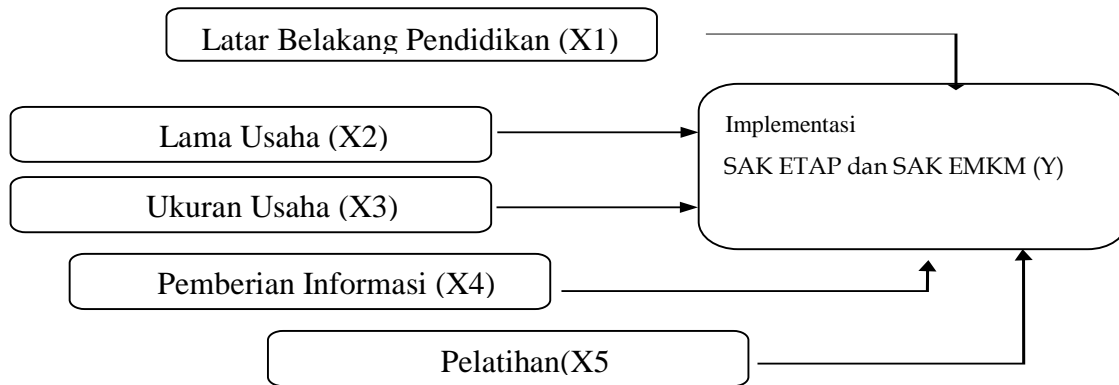 Latar Belakang Pendidikan (X1)
Lama Usaha (X2)
Ukuran Usaha (X3)
Pemberian Informasi (X4)
Pelatihan(X5
Implementasi
SAK ETAP dan SAK EMKM (Y)